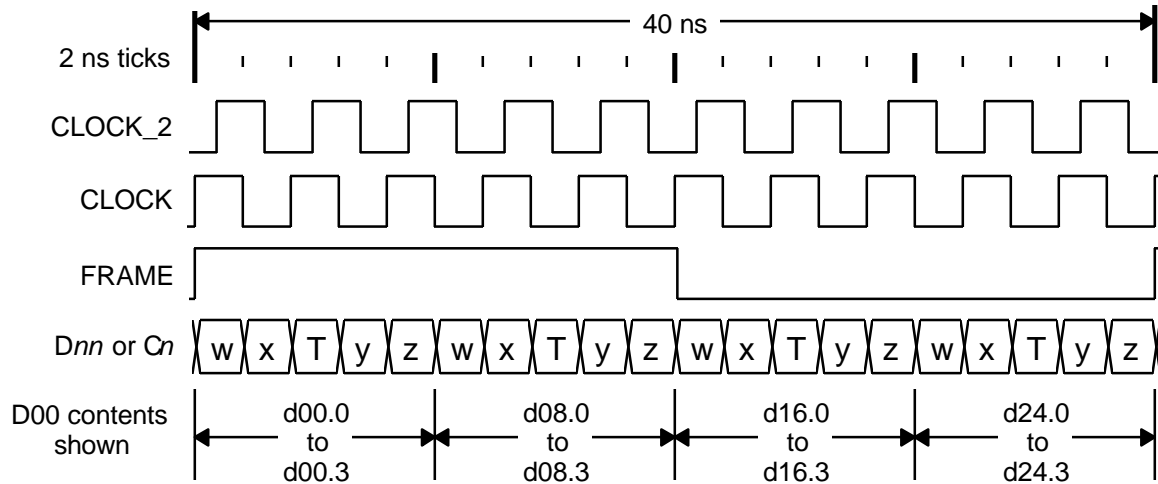 40 ns
2 ns ticks
CLOCK_2
CLOCK
FRAME
Dnn or Cn
w x T y z w x T y z w x T y z w x T y z
D00 contents
shown
d00.0 d08.0 d16.0 d24.0
to to to to
d00.3 d08.3 d16.3 d24.3